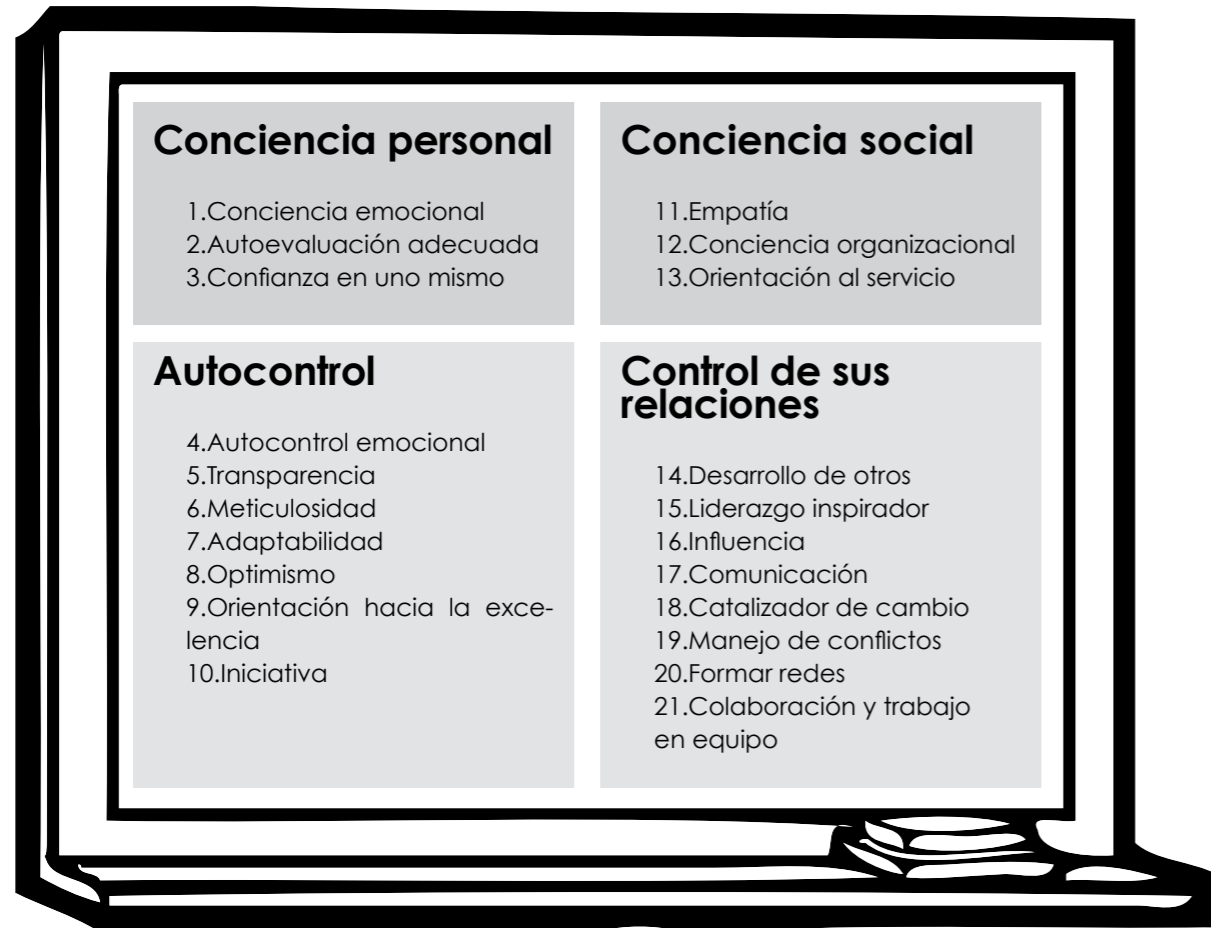 Conciencia personal
1.Conciencia emocional
2.Autoevaluación adecuada
3.Confianza en uno mismo
Conciencia social
11.Empatía
12.Conciencia organizacional
13.Orientación al servicio
Autocontrol
4.Autocontrol emocional
5.Transparencia
6.Meticulosidad
7.Adaptabilidad
8.Optimismo
9.Orientación hacia la exce-
lencia
10.Iniciativa
Control de sus
relaciones
14.Desarrollo de otros
15.Liderazgo inspirador
16.Influencia
17.Comunicación
18.Catalizador de cambio
19.Manejo de conflictos
20.Formar redes
21.Colaboración y trabajo
en equipo